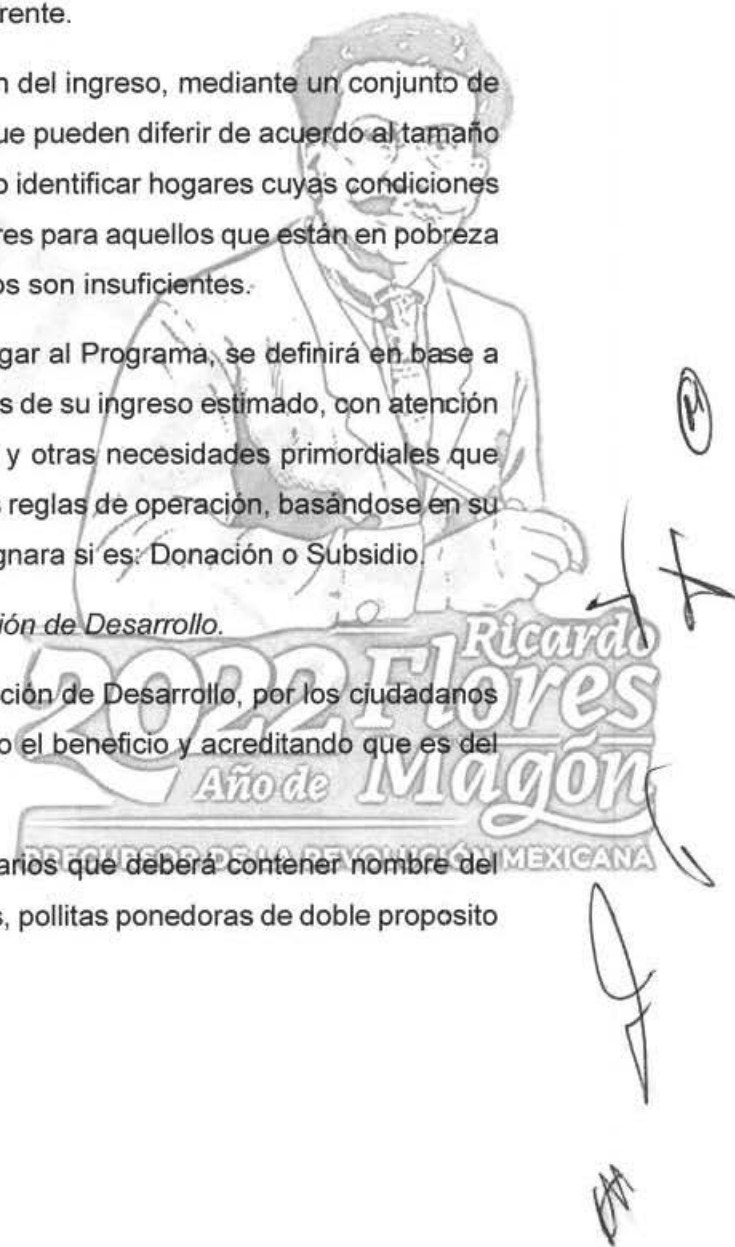 rente.
n del ingreso, mediante un conjunto de
ue pueden diferir de acuerdo al tamaño
o identificar hogares cuyas condiciones
res para aquellos que están en pobreza
os son insuficientes.
gar al Programa, se definirá en base a
s de su ingreso estimado, con atención
y otras necesidades primordiales que
s reglas de operación, basándose en su
gnara si es: Donación o Subsidio.
ión de Desarrollo.
ción de Desarrollo, por los ciudadanos
o el beneficio y acreditando que es del
arios que deberá contener nombre del
s, pollitas ponedoras de doble proposito
2022 Ricardo
Flores
Año de Magón
PRECURSOR DE LA REVOLUCIÓN MEXICANA